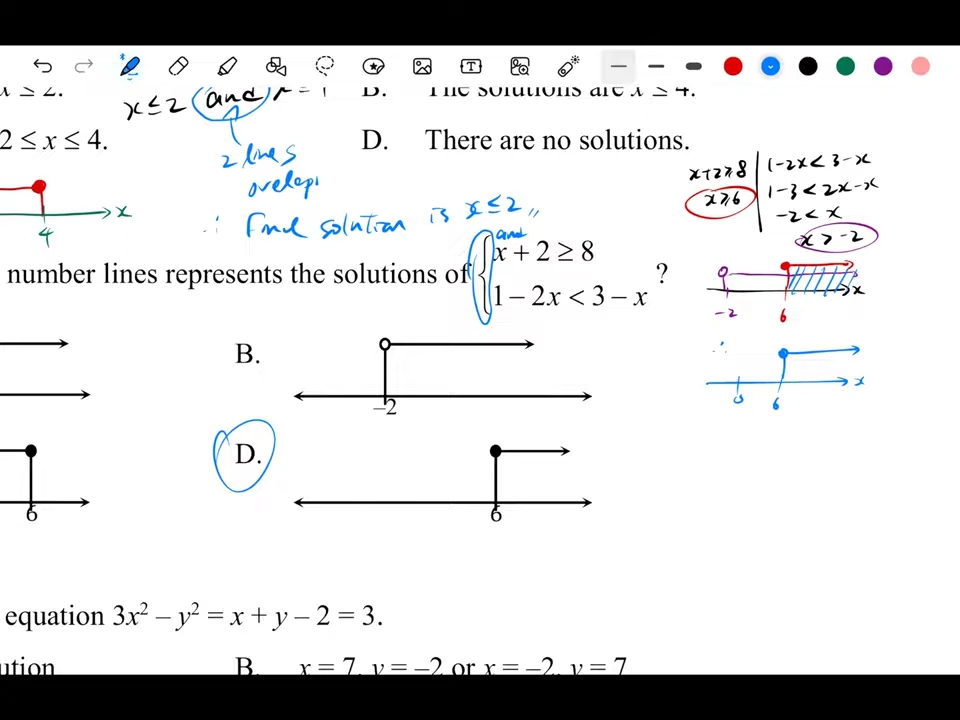 x ≤ 2.
x ≤ 2 and
B. The solutions are x ≤ 4.
2 ≤ x ≤ 4.
D. There are no solutions.
2 lines
overlap
4
x
∴ Final solution is x ≤ 2 ,,
x + 2 ≥ 8
x ≥ 6
1 - 2x < 3 - x
1 - 3 < 2x - x
-2 < x
x > -2
and
number lines represents the solutions of { x + 2 ≥ 8
1 – 2x < 3 – x ?
-2
6
x
B.
–2
∴
0
6
x
D.
6
6
equation 3x² – y² = x + y – 2 = 3.
ution
B. x = 7, y = –2 or x = –2, y = 7